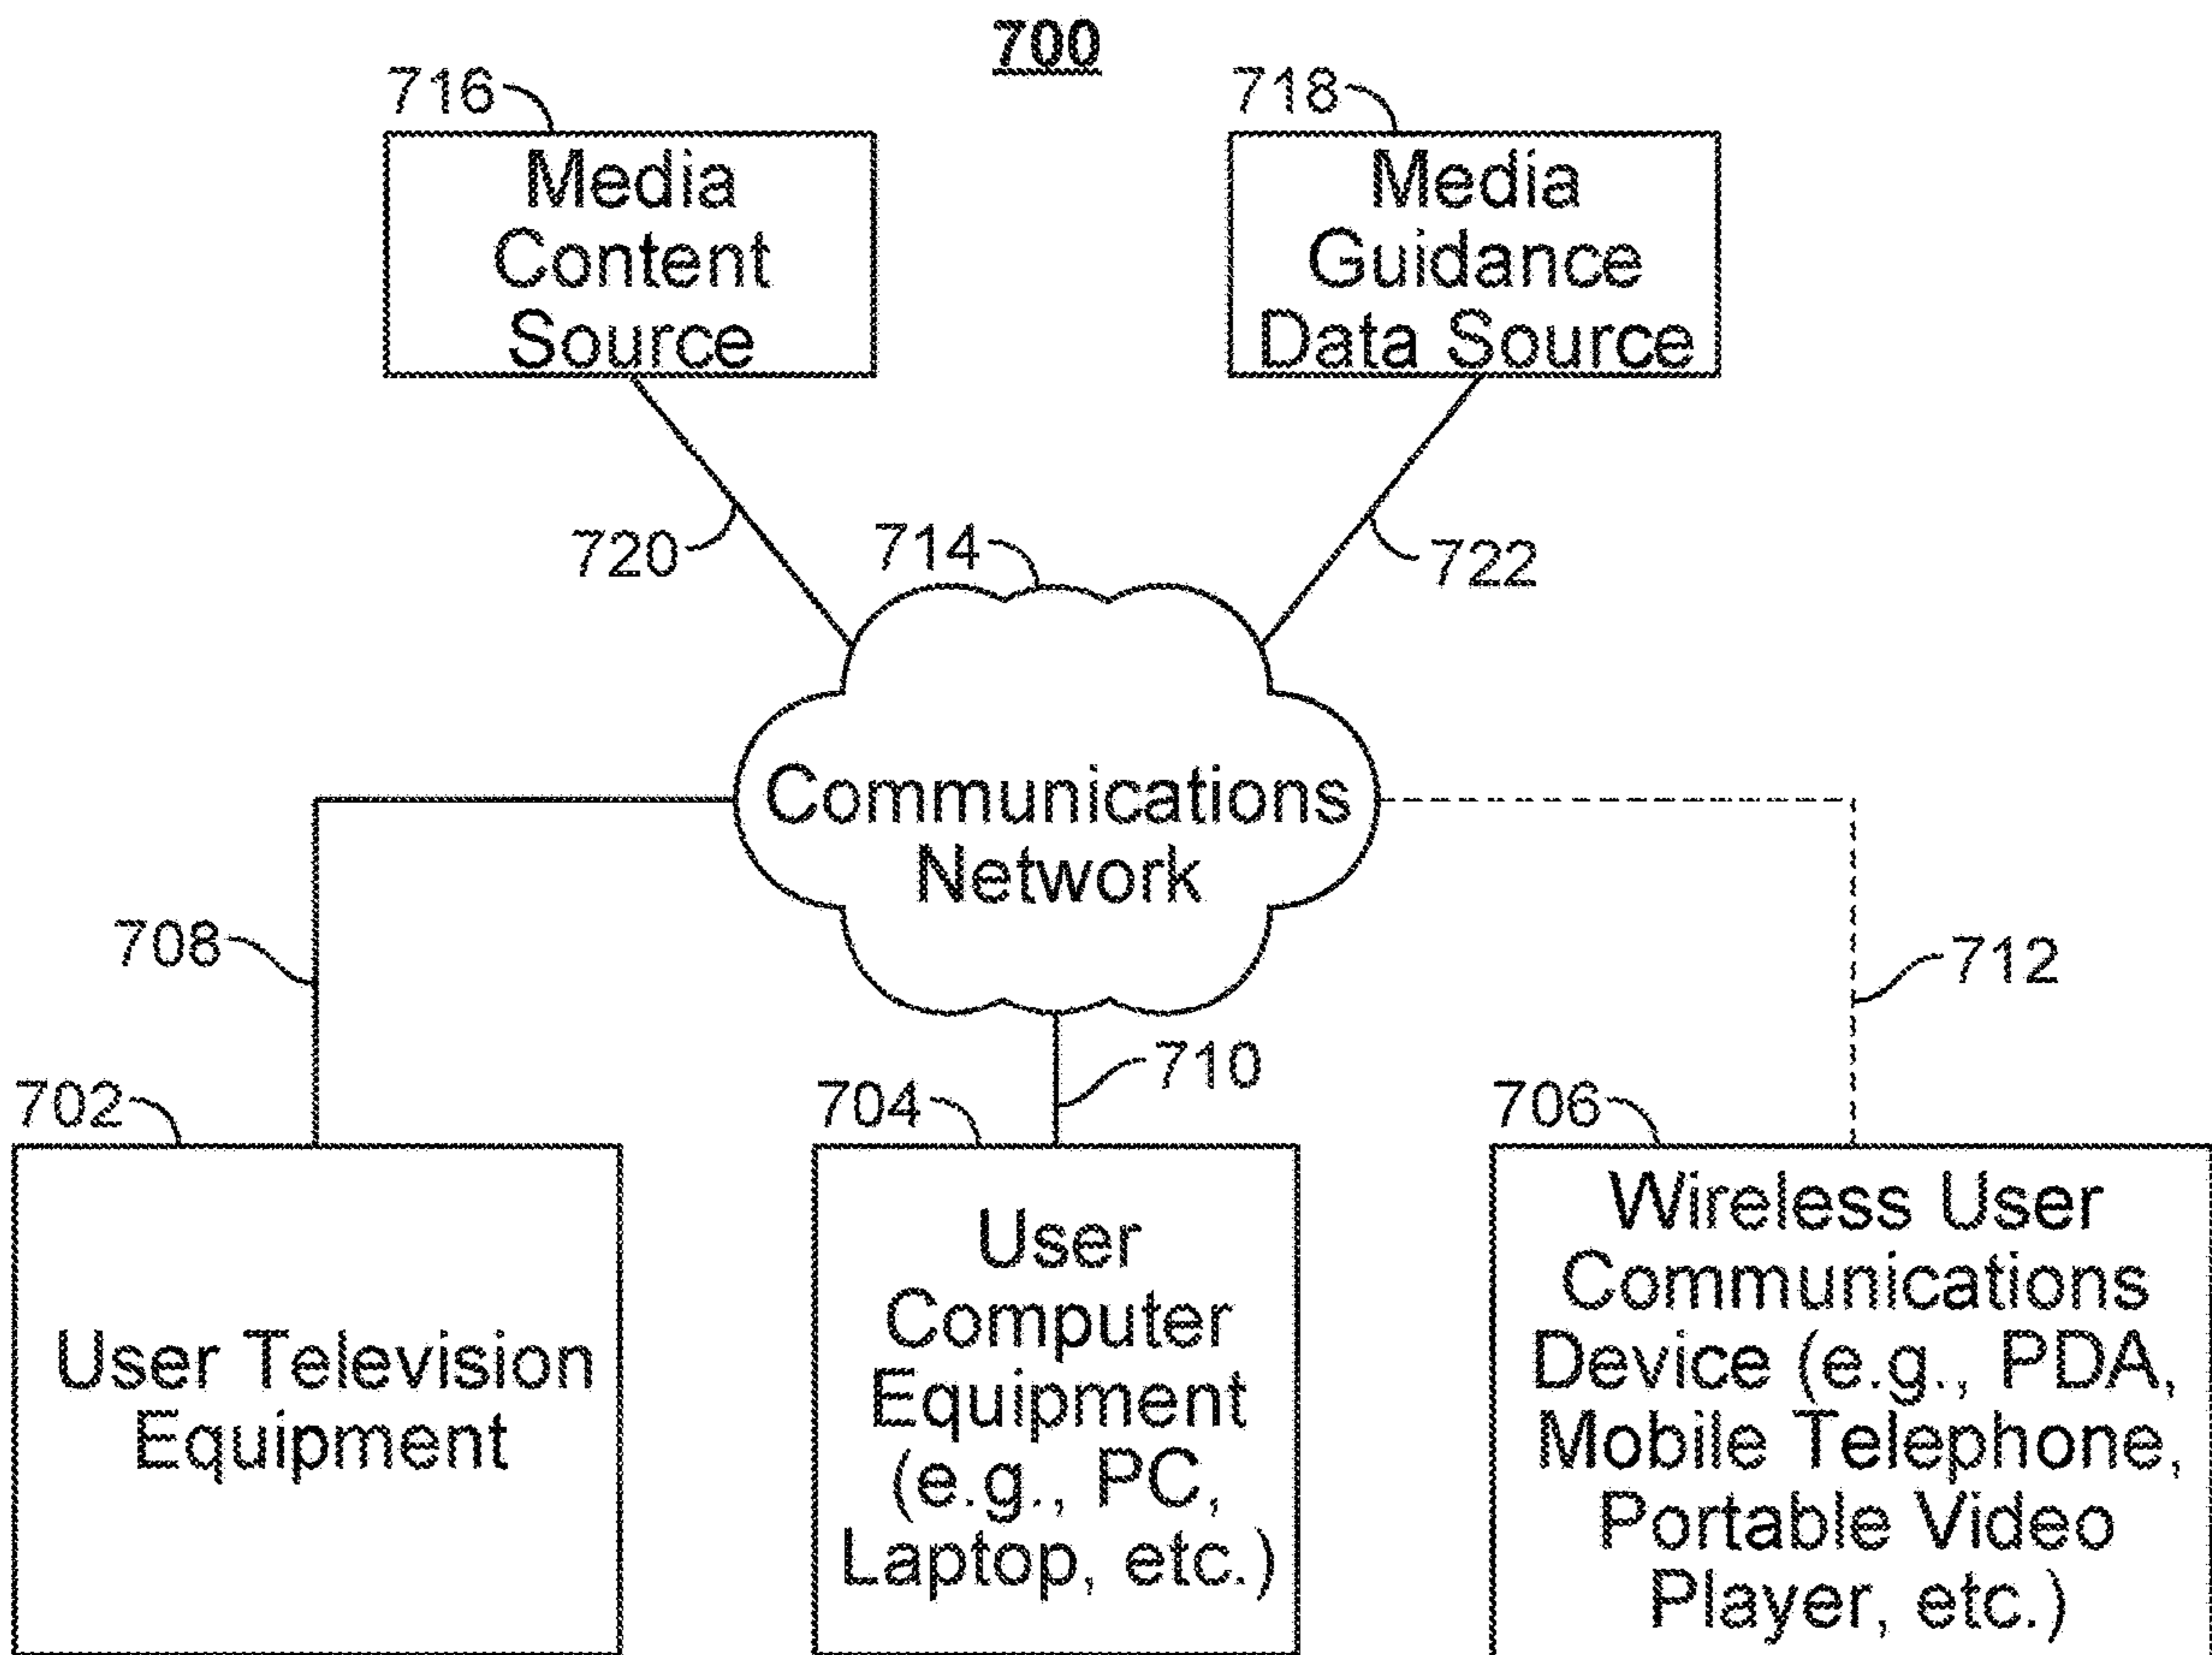 700
716
718
Media
Content
Source
Media
Guidance
Data Source
720
714
722
Communications
Network
708
712
710
702
704
706
User Television
Equipment
User
Computer
Equipment
(e.g., PC,
Laptop, etc.)
Wireless User
Communications
Device (e.g., PDA,
Mobile Telephone,
Portable Video
Player, etc.)